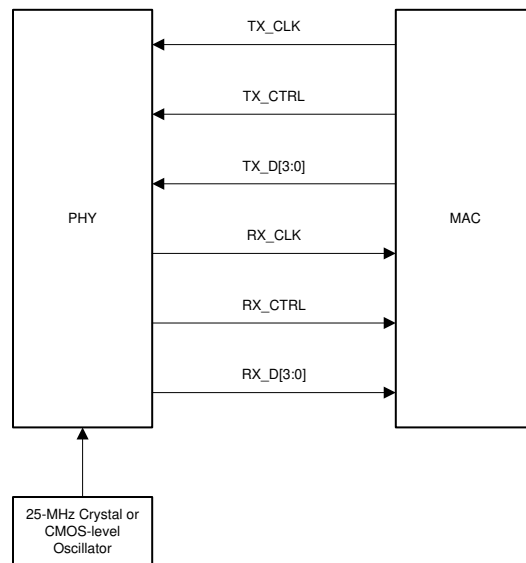 TX_CLK
TX_CTRL
TX_D[3:0]
PHY
MAC
RX_CLK
RX_CTRL
RX_D[3:0]
25-MHz Crystal or
CMOS-level
Oscillator